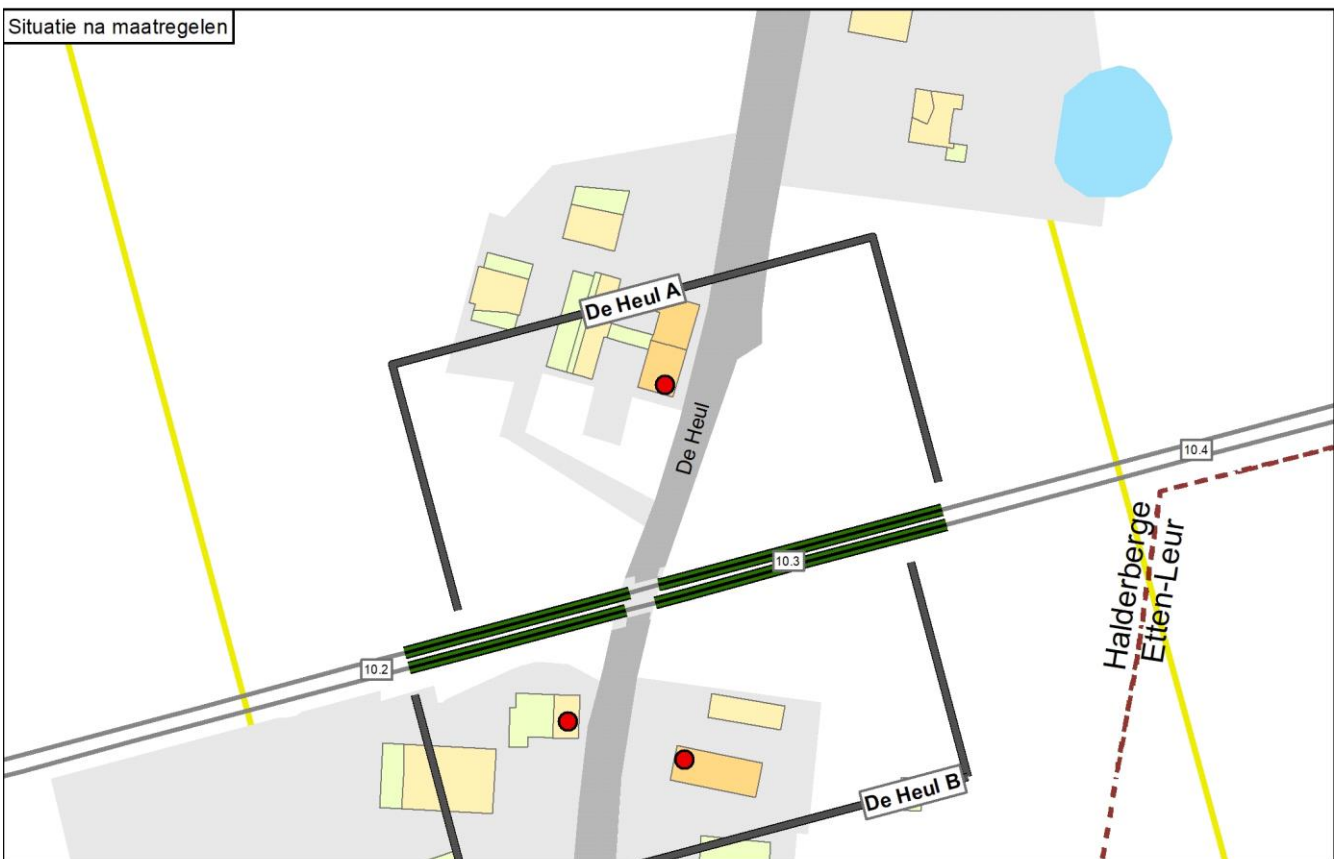 Situatie na maatregelen
De Heul A
De Heul
10.4
10.3
Halderberge
Etten-Leur
10.2
De Heul B